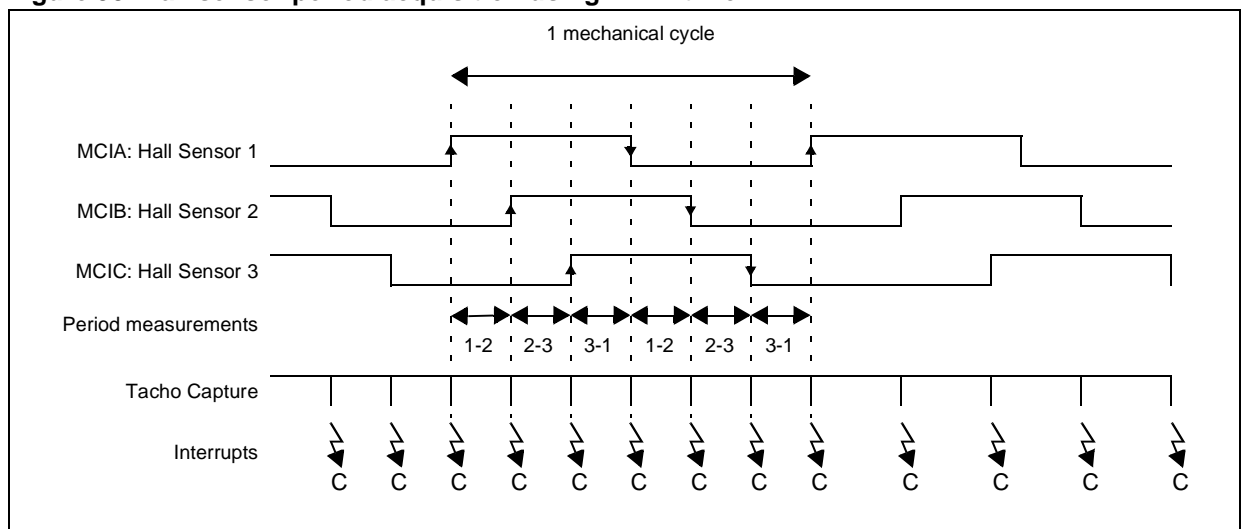 1 mechanical cycle
MCIA: Hall Sensor 1
MCIB: Hall Sensor 2
MCIC: Hall Sensor 3
Period measurements
1-2 2-3 3-1 1-2 2-3 3-1
Tacho Capture
Interrupts
C C C C C C C C C C C C